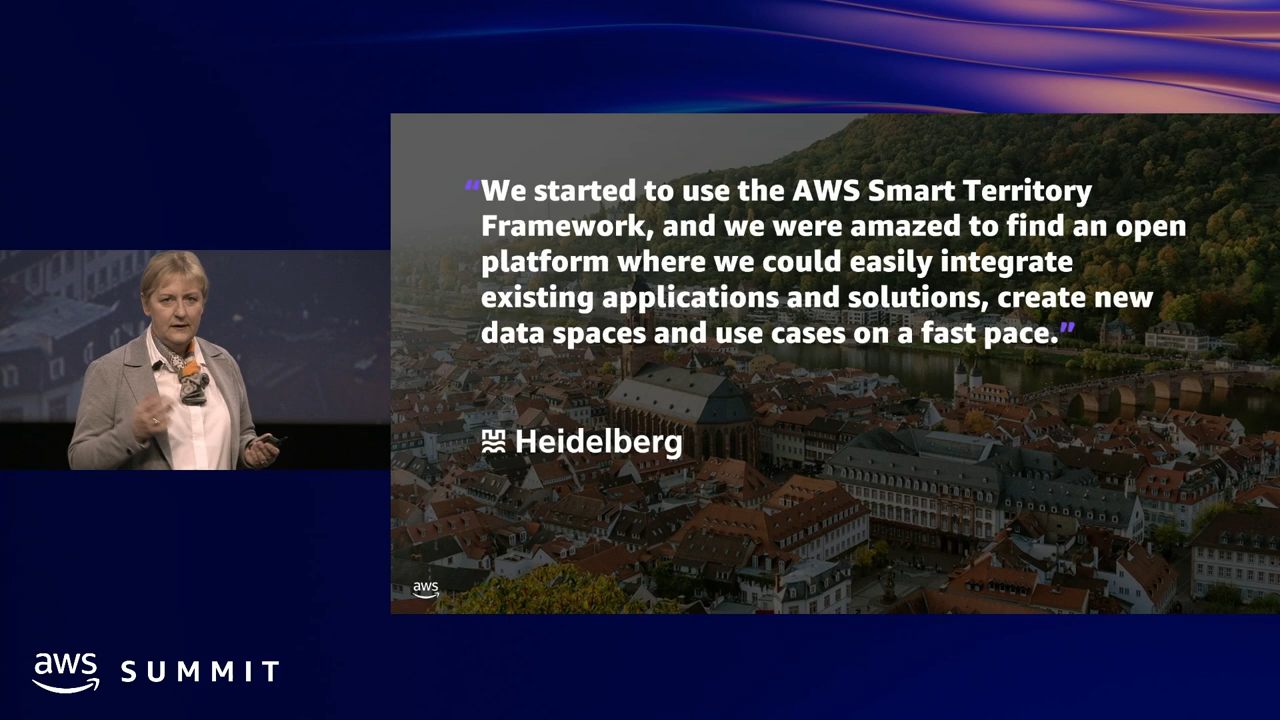 “We started to use the AWS Smart Territory
Framework, and we were amazed to find an open
platform where we could easily integrate
existing applications and solutions, create new
data spaces and use cases on a fast pace.”
Heidelberg
aws
aws SUMMIT